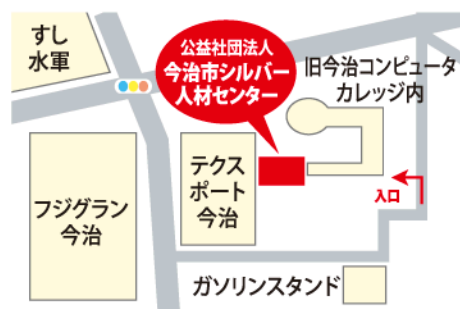 すし
水軍
公益社団法人
今治市シルバー
人材センター
旧今治コンピュータ
カレッジ内
テクス
ポート
今治
入口
フジグラン
今治
ガソリンスタンド